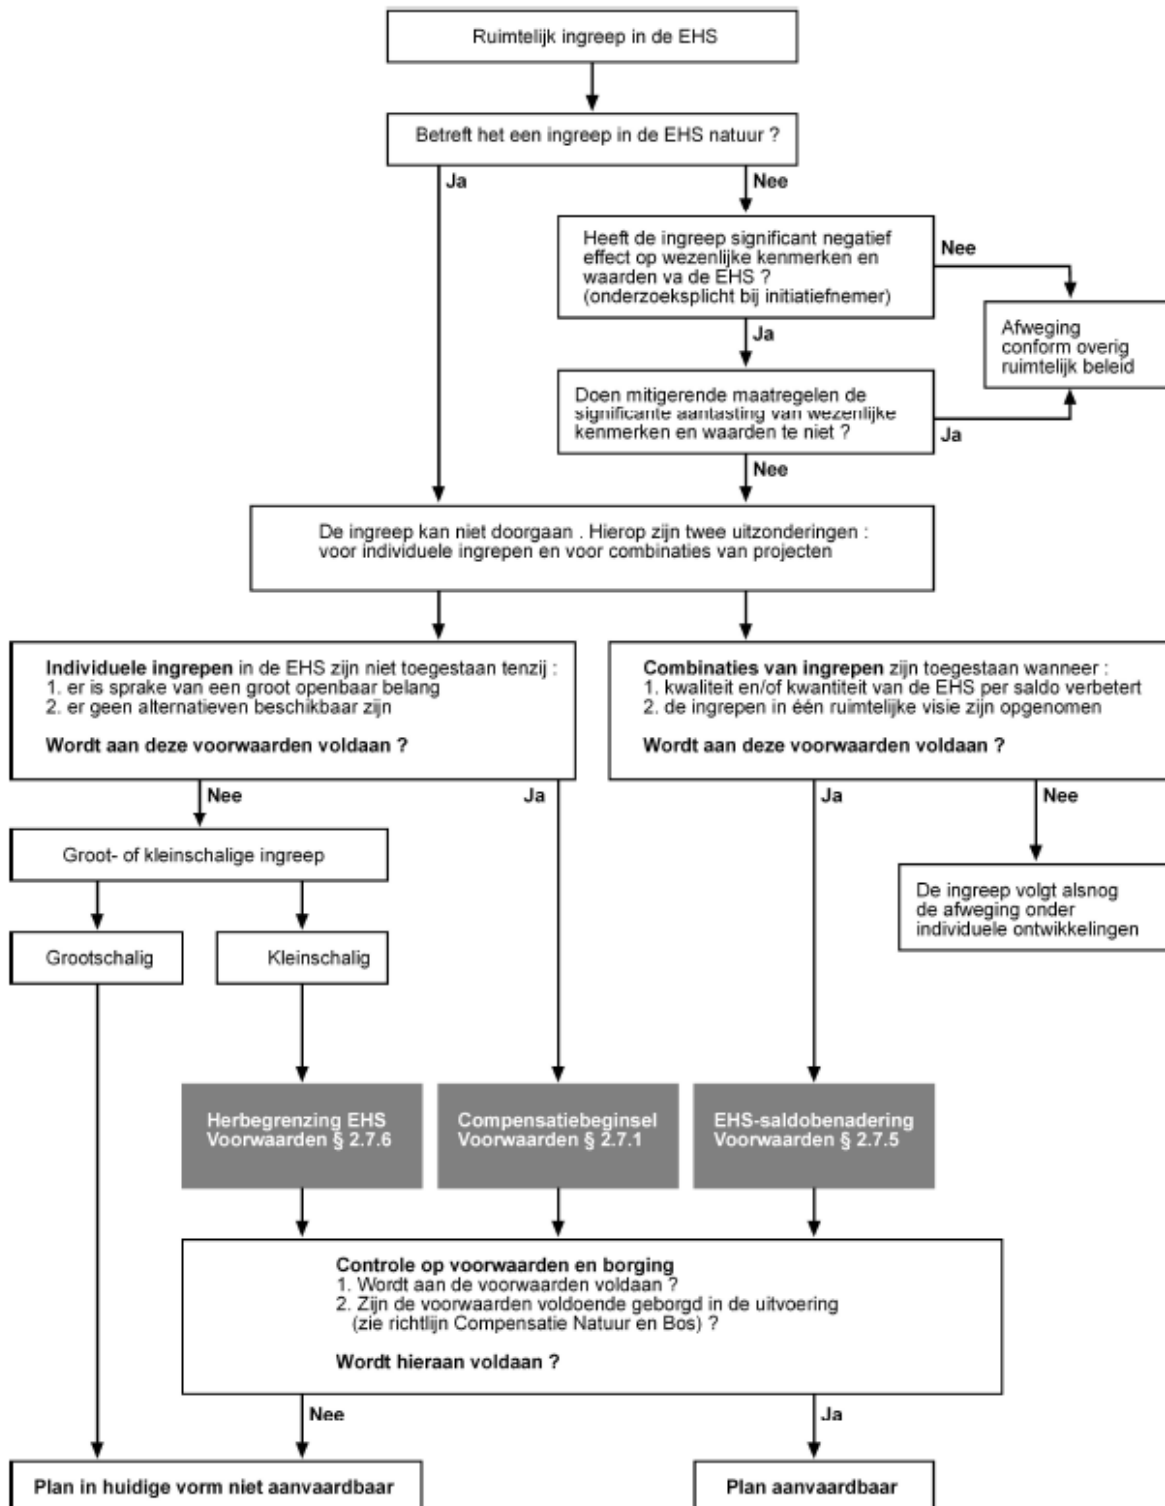 Ruimtelijk ingreep in de EHS
Betreft het een ingreep in de EHS natuur ?
Ja
Nee
Heeft de ingreep significant negatief
effect op wezenlijke kenmerken en
waarden va de EHS ?
(onderzoeksplicht bij initiatiefnemer)
Nee
Ja
Afweging
conform overig
ruimtelijk beleid
Doen mitigerende maatregelen de
significante aantasting van wezenlijke
kenmerken en waarden te niet ?
Ja
Nee
De ingreep kan niet doorgaan . Hierop zijn twee uitzonderingen :
voor individuele ingrepen en voor combinaties van projecten
Individuele ingrepen in de EHS zijn niet toegestaan tenzij :
1. er is sprake van een groot openbaar belang
2. er geen alternatieven beschikbaar zijn
Wordt aan deze voorwaarden voldaan ?
Combinaties van ingrepen zijn toegestaan wanneer :
1. kwaliteit en/of kwantiteit van de EHS per saldo verbetert
2. de ingrepen in één ruimtelijke visie zijn opgenomen
Wordt aan deze voorwaarden voldaan ?
Nee
Ja
Ja
Nee
Groot- of kleinschalige ingreep
De ingreep volgt alsnog
de afweging onder
individuele ontwikkelingen
Grootschalig
Kleinschalig
Herbegrenzing EHS
Voorwaarden § 2.7.6
Compensatiebeginsel
Voorwaarden § 2.7.1
EHS-saldobenadering
Voorwaarden § 2.7.5
Controle op voorwaarden en borging
1. Wordt aan de voorwaarden voldaan ?
2. Zijn de voorwaarden voldoende geborgd in de uitvoering
(zie richtlijn Compensatie Natuur en Bos) ?
Wordt hieraan voldaan ?
Nee
Ja
Plan in huidige vorm niet aanvaardbaar
Plan aanvaardbaar